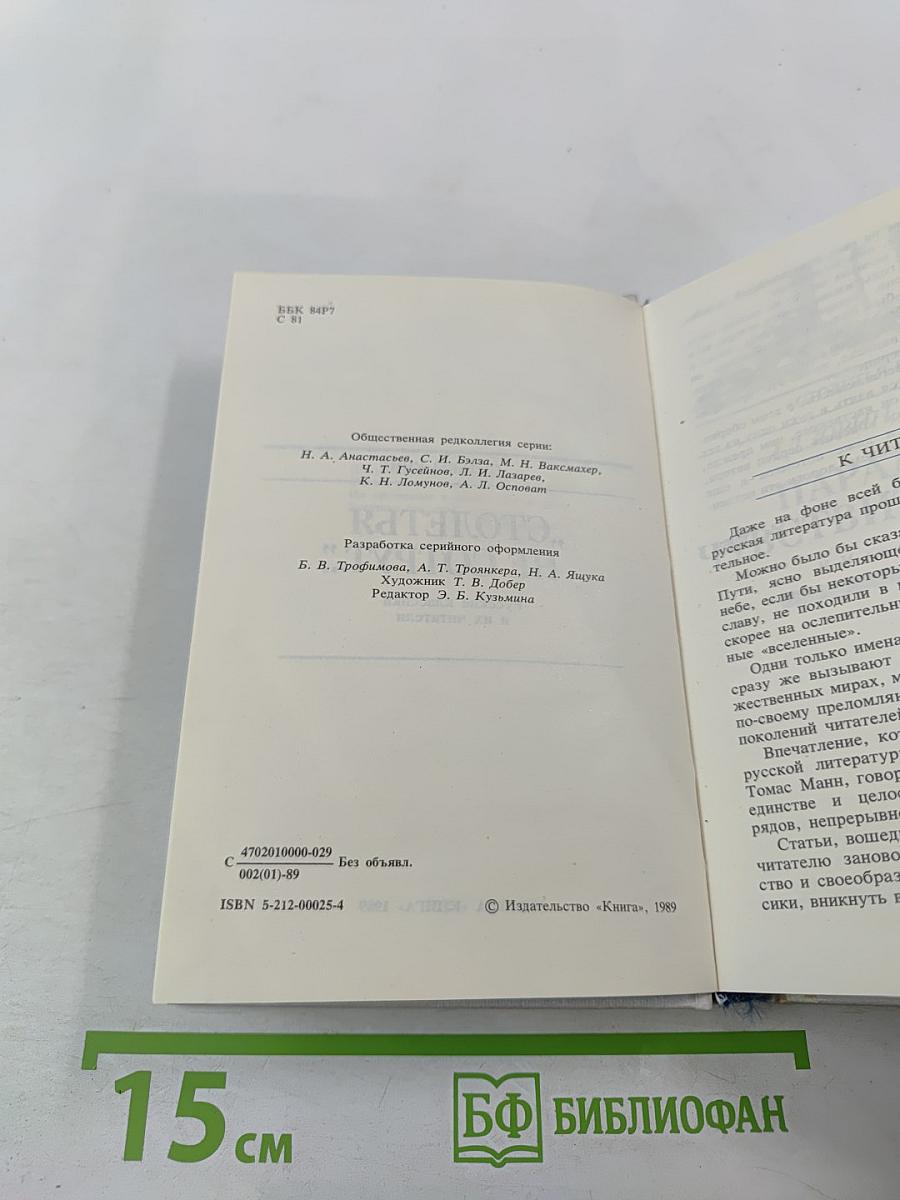 ББК 84Р7
С 81
Общественная редколлегия серии:
Н. А. Анастасьев, С. И. Бэлза, М. Н. Ваксмахер,
Ч. Т. Гусейнов, Л. И. Лазарев,
К. Н. Ломунов, А. Л. Осповат
Разработка серийного оформления
Б. В. Трофимова, А. Т. Троянкера, Н. А. Ящука
Художник Т. В. Добер
Редактор Э. Б. Кузьмина
С 4702010000-029 Без объявл.
002(01)-89
ISBN 5-212-00025-4
© Издательство «Книга», 1989
К ЧИТ
Даже на фоне всей б
русская литература прош
тельное.
Можно было бы сказа
Пути, ясно выделяюще
небе, если бы некоторы
славу, не походили в
скорее на ослепительны
ные «вселенные».
Одни только имена
сразу же вызывают
жественных мирах, м
по-своему преломля
поколений читателей
Впечатление, кот
русской литератур
Томас Манн, говор
единстве и целос
рядов, непрерывн
Статьи, вошед
читателю заново
ство и своеобраз
сики, вникнуть в
15 см
БФ БИБЛИОФАН